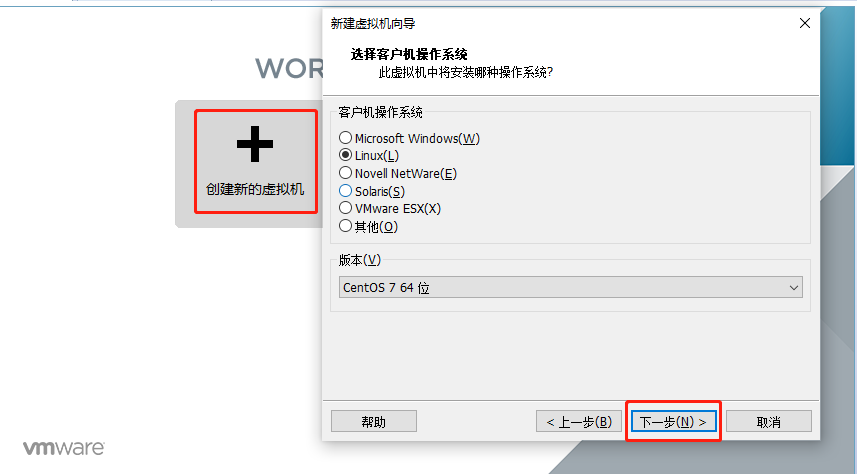 新建虚拟机向导
选择客户机操作系统
此虚拟机中将安装哪种操作系统?
WOR
创建新的虚拟机
客户机操作系统
Microsoft Windows(W)
Linux(L)
Novell NetWare(E)
Solaris(S)
VMware ESX(X)
其他(O)
版本(V)
CentOS 7 64 位
帮助
< 上一步(B)
下一步(N) >
取消
vmware